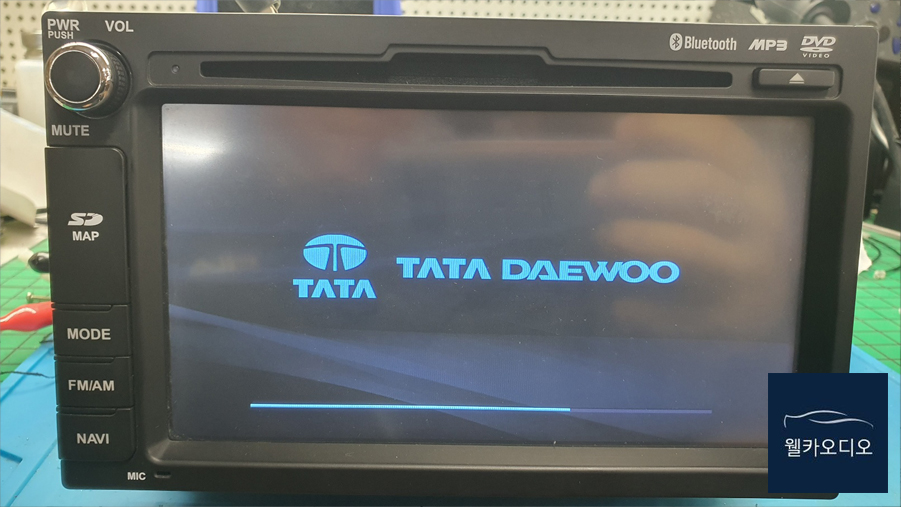 PWR
PUSH
VOL
Bluetooth MP3 DVD
VIDEO
MUTE
SD
MAP
TATA
TATA DAEWOO
MODE
FM/AM
NAVI
MIC
웰카오디오